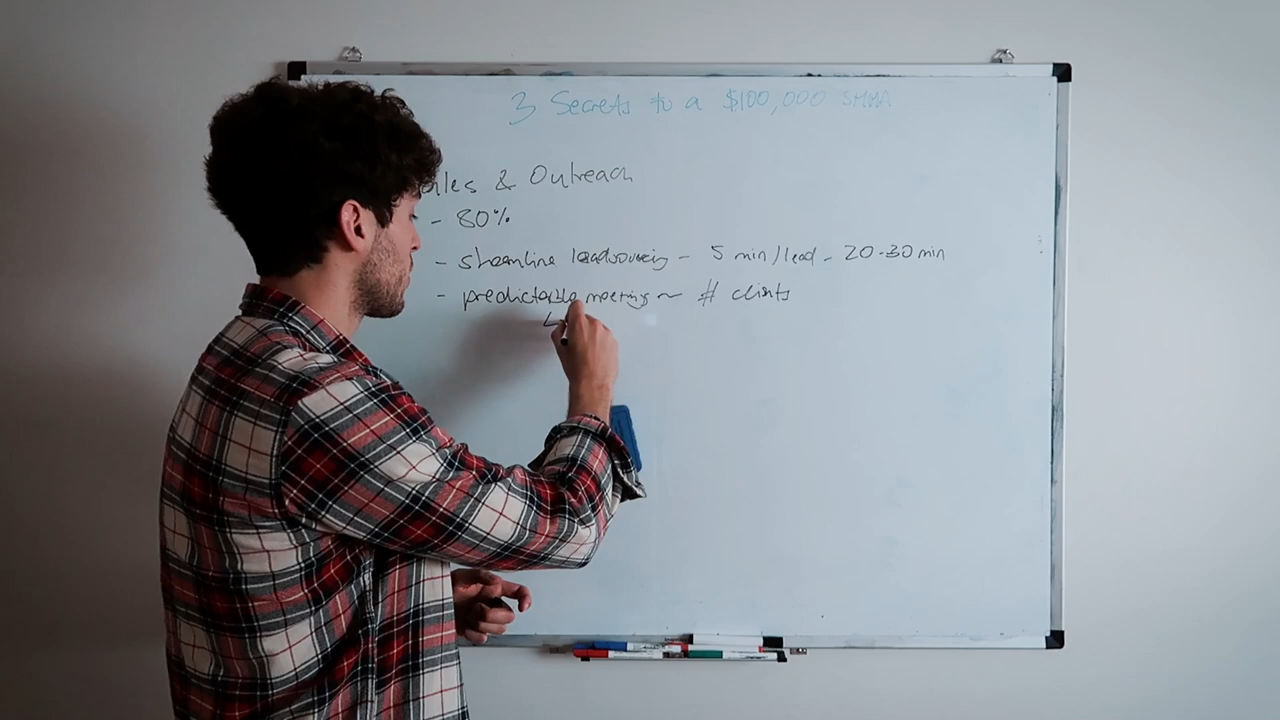 3 Secrets to a $100,000 SMMA
ales & Outreach
- 80%
- streamline leadsourcing - 5 min/lead - 20-30 min
- predictable meetings ~ # clients